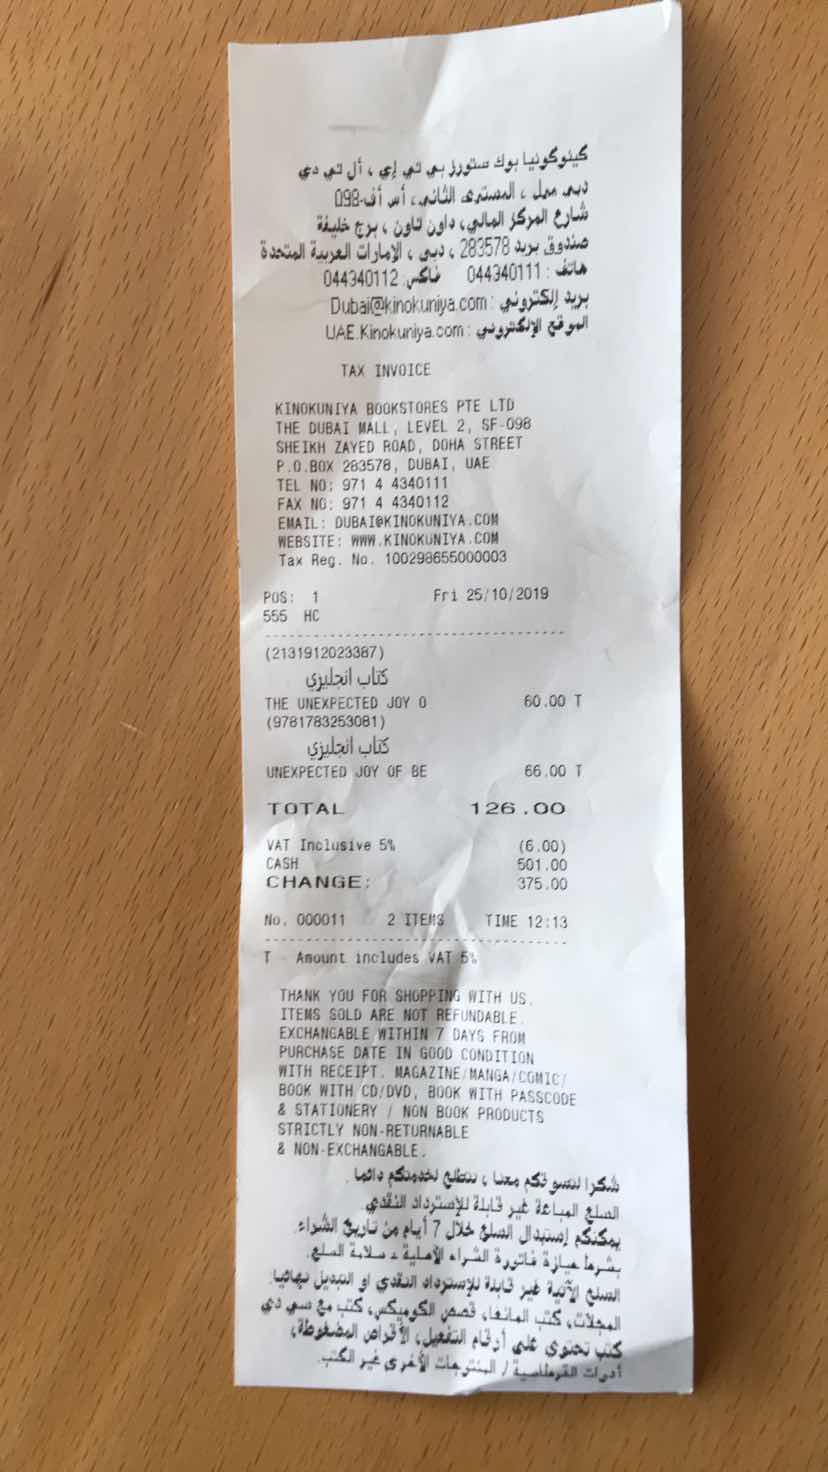 كينوكونيا بوك ستورز بي تي إي ، أل تي دي
دبي مول ، المستوى الثاني، أس أف-098
شارع المركز المالي، داون تاون ، برج خليفة
صندوق بريد 283578 ، دبي ، الإمارات العربية المتحدة
هاتف : 044340111 فاكس: 044340112
بريد إلكتروني : Dubai@kinokuniya.com
الموقع الإلكتروني : UAE.Kinokuniya.com
TAX INVOICE
KINOKUNIYA BOOKSTORES PTE LTD
THE DUBAI MALL, LEVEL 2, SF-098
SHEIKH ZAYED ROAD, DOHA STREET
P.O.BOX 283578, DUBAI, UAE
TEL NO: 971 4 4340111
FAX NO: 971 4 4340112
EMAIL: DUBAI@KINOKUNIYA.COM
WEBSITE: WWW.KINOKUNIYA.COM
Tax Reg. No. 100298655000003
POS: 1 Fri 25/10/2019
555 HC
(2131912023387)
كتاب انجليزي
THE UNEXPECTED JOY O 60.00 T
(9781783253081)
كتاب انجليزي
UNEXPECTED JOY OF BE 66.00 T
TOTAL 126.00
VAT Inclusive 5% (6.00)
CASH 501.00
CHANGE: 375.00
No. 000011 2 ITEMS TIME 12:13
T - Amount includes VAT 5%
THANK YOU FOR SHOPPING WITH US.
ITEMS SOLD ARE NOT REFUNDABLE.
EXCHANGABLE WITHIN 7 DAYS FROM
PURCHASE DATE IN GOOD CONDITION
WITH RECEIPT. MAGAZINE/MANGA/COMIC/
BOOK WITH CD/DVD, BOOK WITH PASSCODE
& STATIONERY / NON BOOK PRODUCTS
STRICTLY NON-RETURNABLE
& NON-EXCHANGABLE.
شكرا لتسوقكم معنا ، نتطلع لخدمتكم دائما .
السلع المباعة غير قابلة للإسترداد النقدي.
يمكنكم إستبدال السلع خلال 7 أيام من تاريخ الشراء.
بشرط حيازة فاتورة الشراء الأصلية و سلامة السلع.
السلع الآتية غير قابلة للإسترداد النقدي او التبديل نهائيا.
المجلات، كتب المانغا، قصص الكوميكس، كتب مع سي دي
كتب تحتوي على أرقام التفعيل، الأقراص المضغوطة،
أدوات القرطاسية / المنتوجات الأخرى غير الكتب.